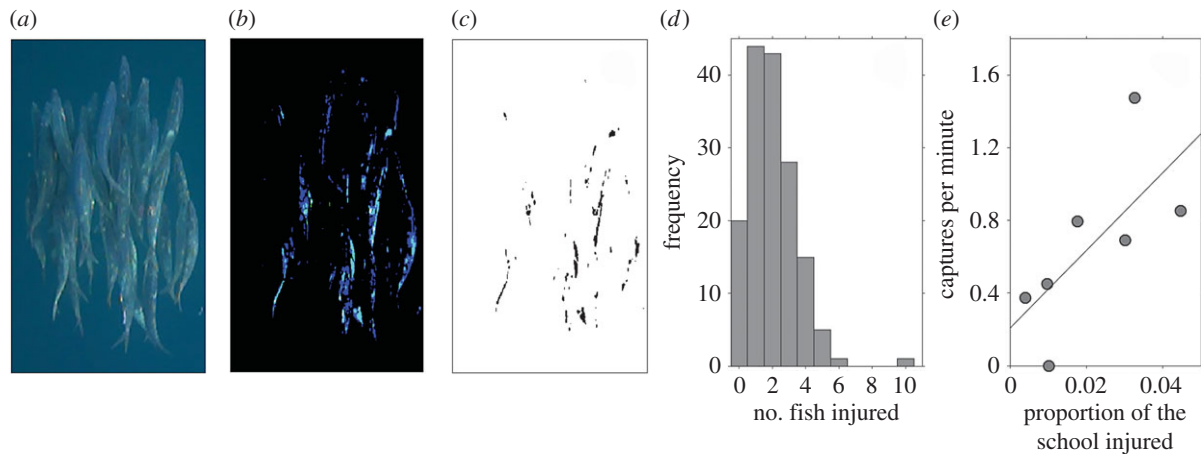 (a)
(b)
(c)
(d)
(e)
frequency
40
30
20
10
0
0 2 4 6 8 10
no. fish injured
captures per minute
1.6
1.2
0.8
0.4
0
0 0.02 0.04
proportion of the
school injured